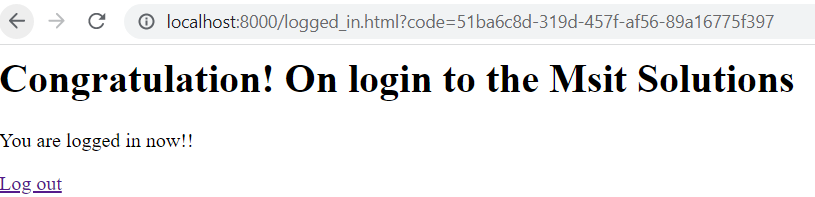 localhost:8000/logged_in.html?code=51ba6c8d-319d-457f-af56-89a16775f397
Congratulation! On login to the Msit Solutions
You are logged in now!!
Log out